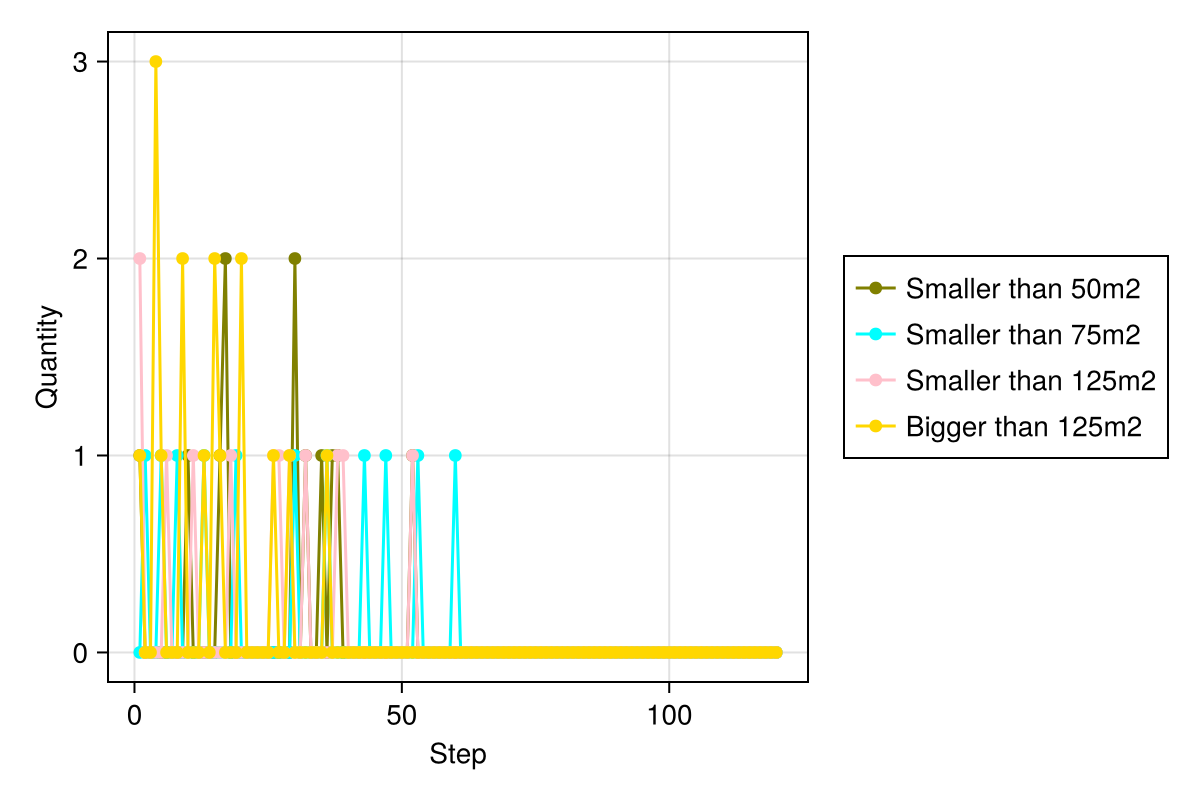 3
2
1
0
Quantity
0
50
100
Step
Smaller than 50m2
Smaller than 75m2
Smaller than 125m2
Bigger than 125m2